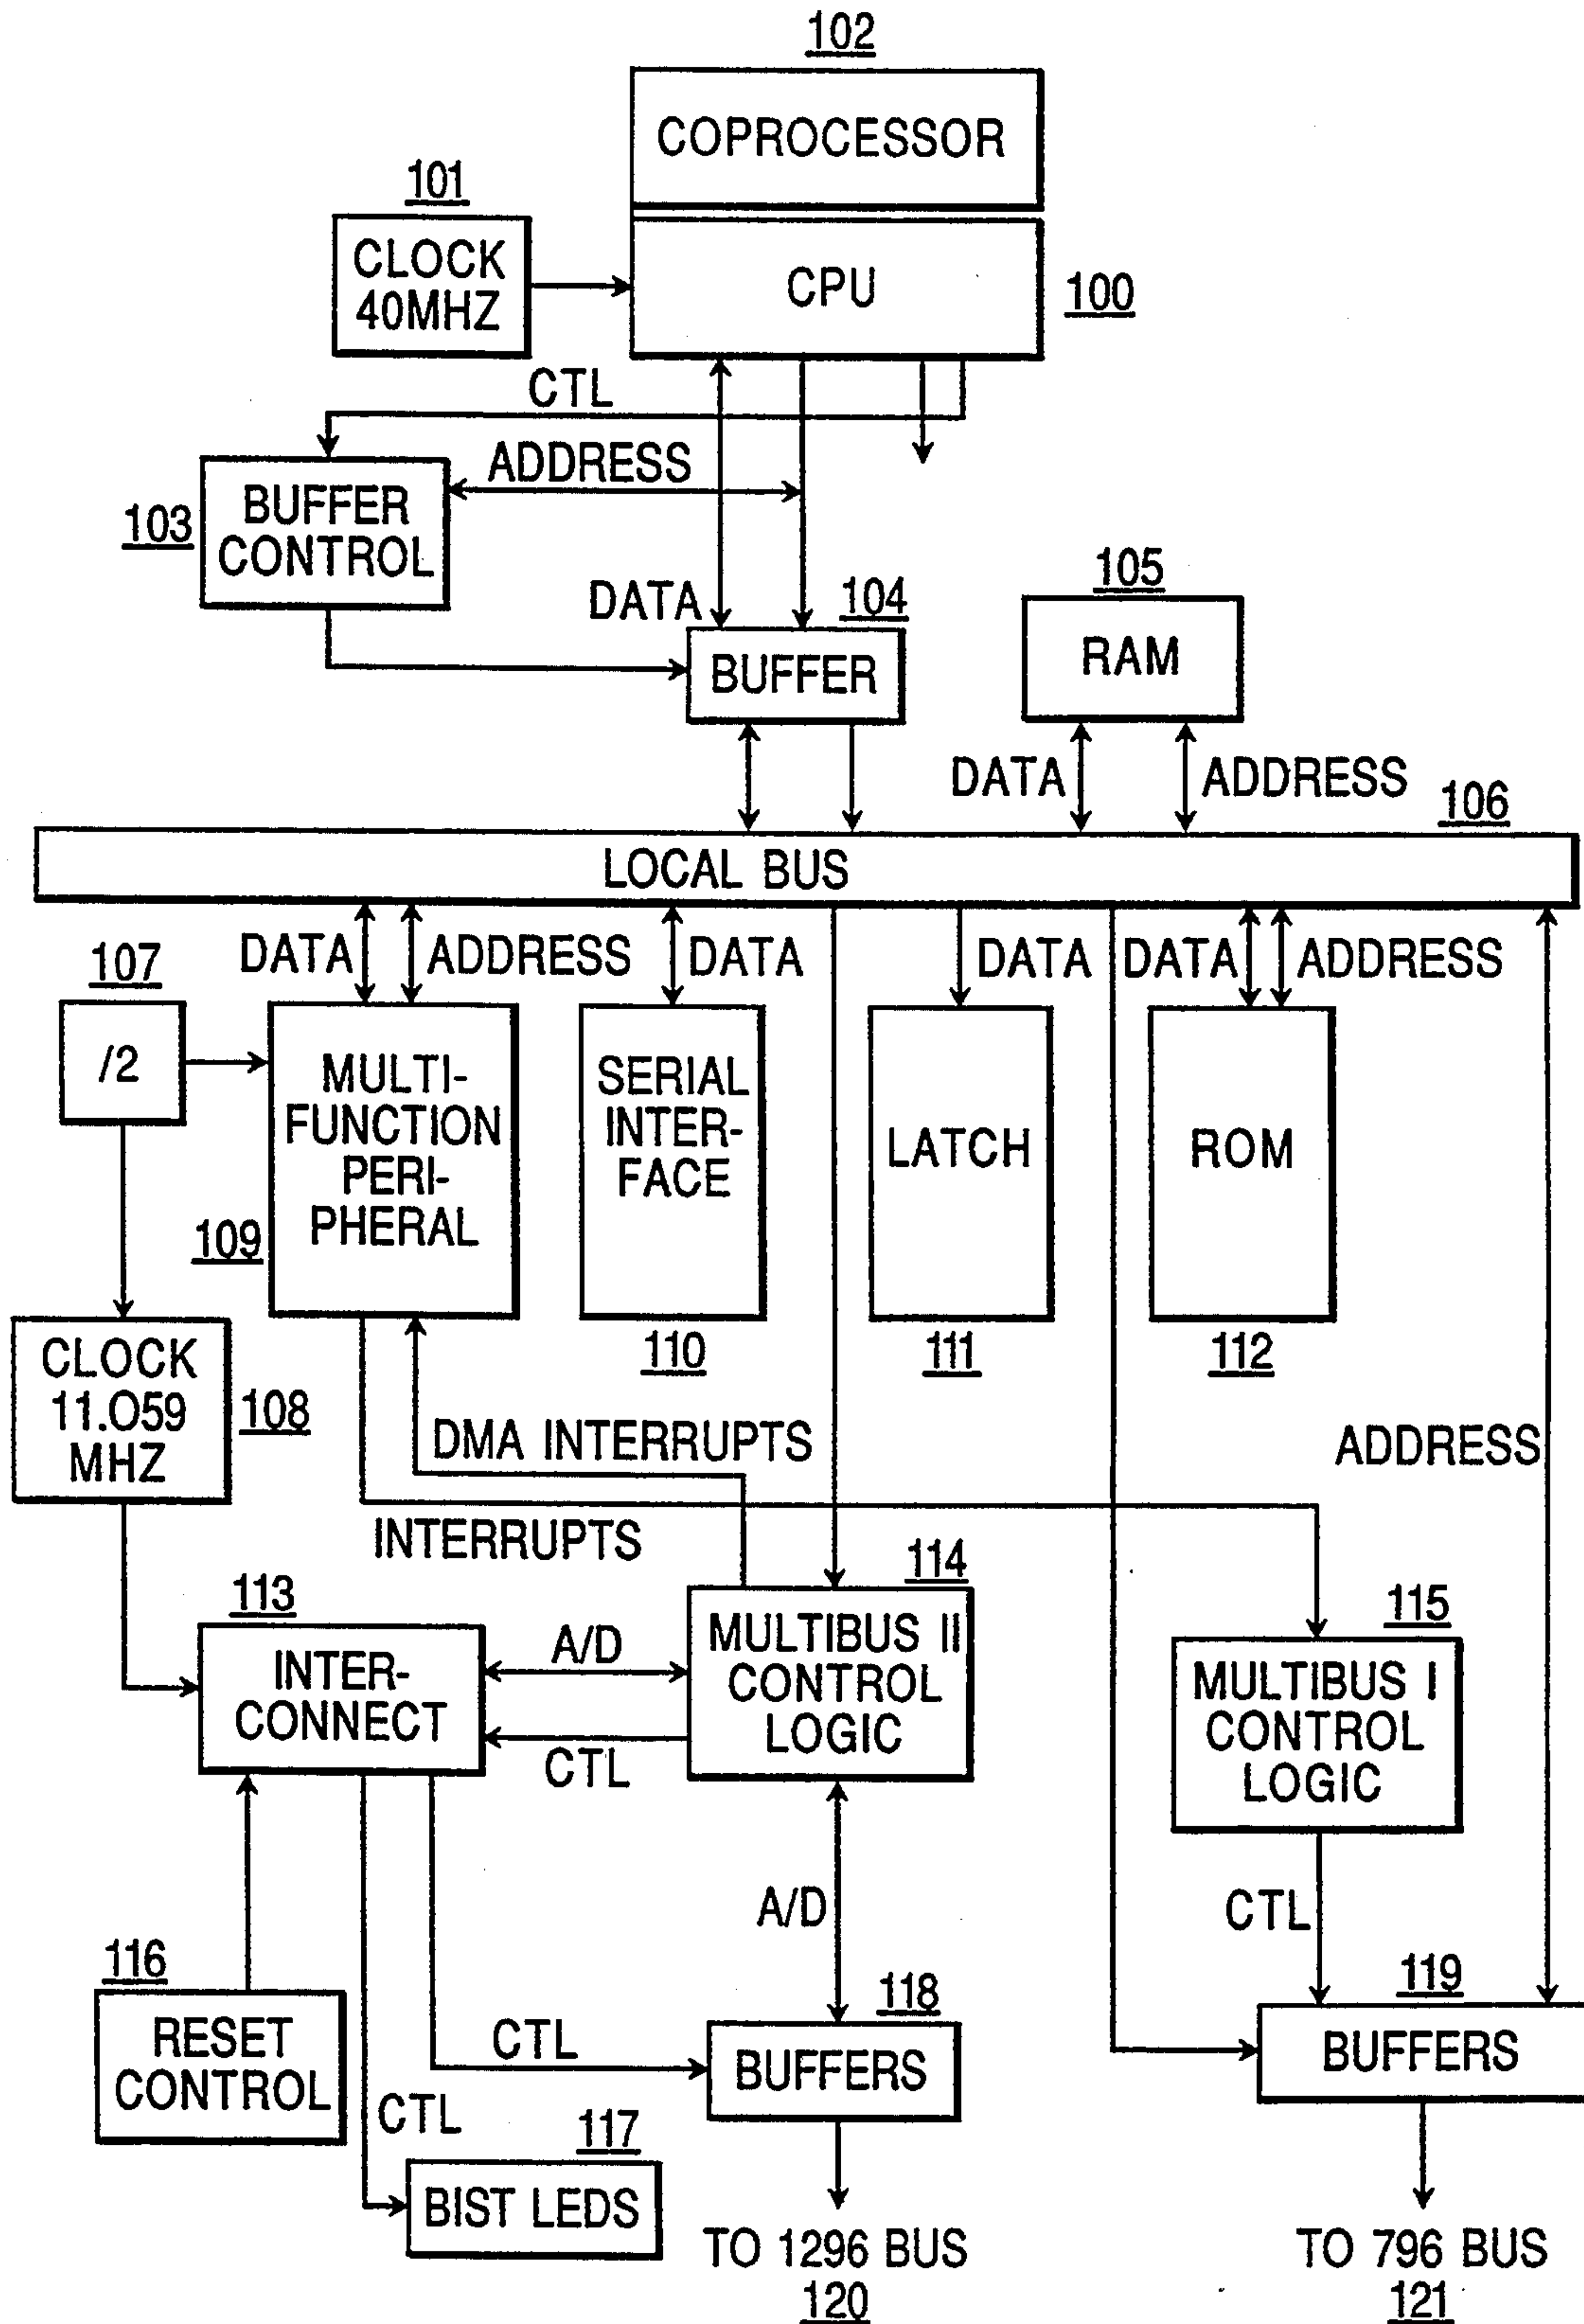 102
COPROCESSOR
101
CLOCK
40MHZ
CPU
100
CTL
ADDRESS
103
BUFFER
CONTROL
DATA
104
BUFFER
105
RAM
DATA
ADDRESS
106
LOCAL BUS
107
DATA
ADDRESS
DATA
DATA
DATA
ADDRESS
/2
MULTI-
FUNCTION
PERI-
PHERAL
109
SERIAL
INTER-
FACE
110
LATCH
111
ROM
112
CLOCK
11.O59
MHZ
108
DMA INTERRUPTS
ADDRESS
INTERRUPTS
113
INTER-
CONNECT
A/D
CTL
114
MULTIBUS II
CONTROL
LOGIC
115
MULTIBUS I
CONTROL
LOGIC
A/D
CTL
116
RESET
CONTROL
CTL
CTL
118
BUFFERS
119
BUFFERS
117
BIST LEDS
TO 1296 BUS
120
TO 796 BUS
121